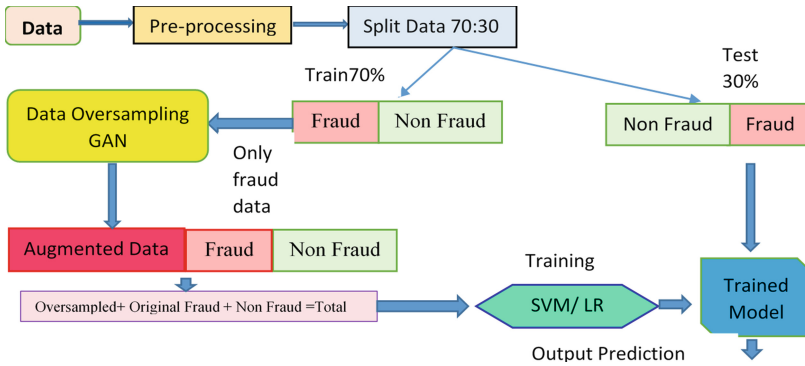 Data
Pre-processing
Split Data 70:30
Train70%
Test
30%
Data Oversampling
GAN
Fraud
Non Fraud
Non Fraud
Fraud
Only
fraud
data
Augmented Data
Fraud
Non Fraud
Training
Oversampled+ Original Fraud + Non Fraud =Total
SVM/ LR
Trained
Model
Output Prediction